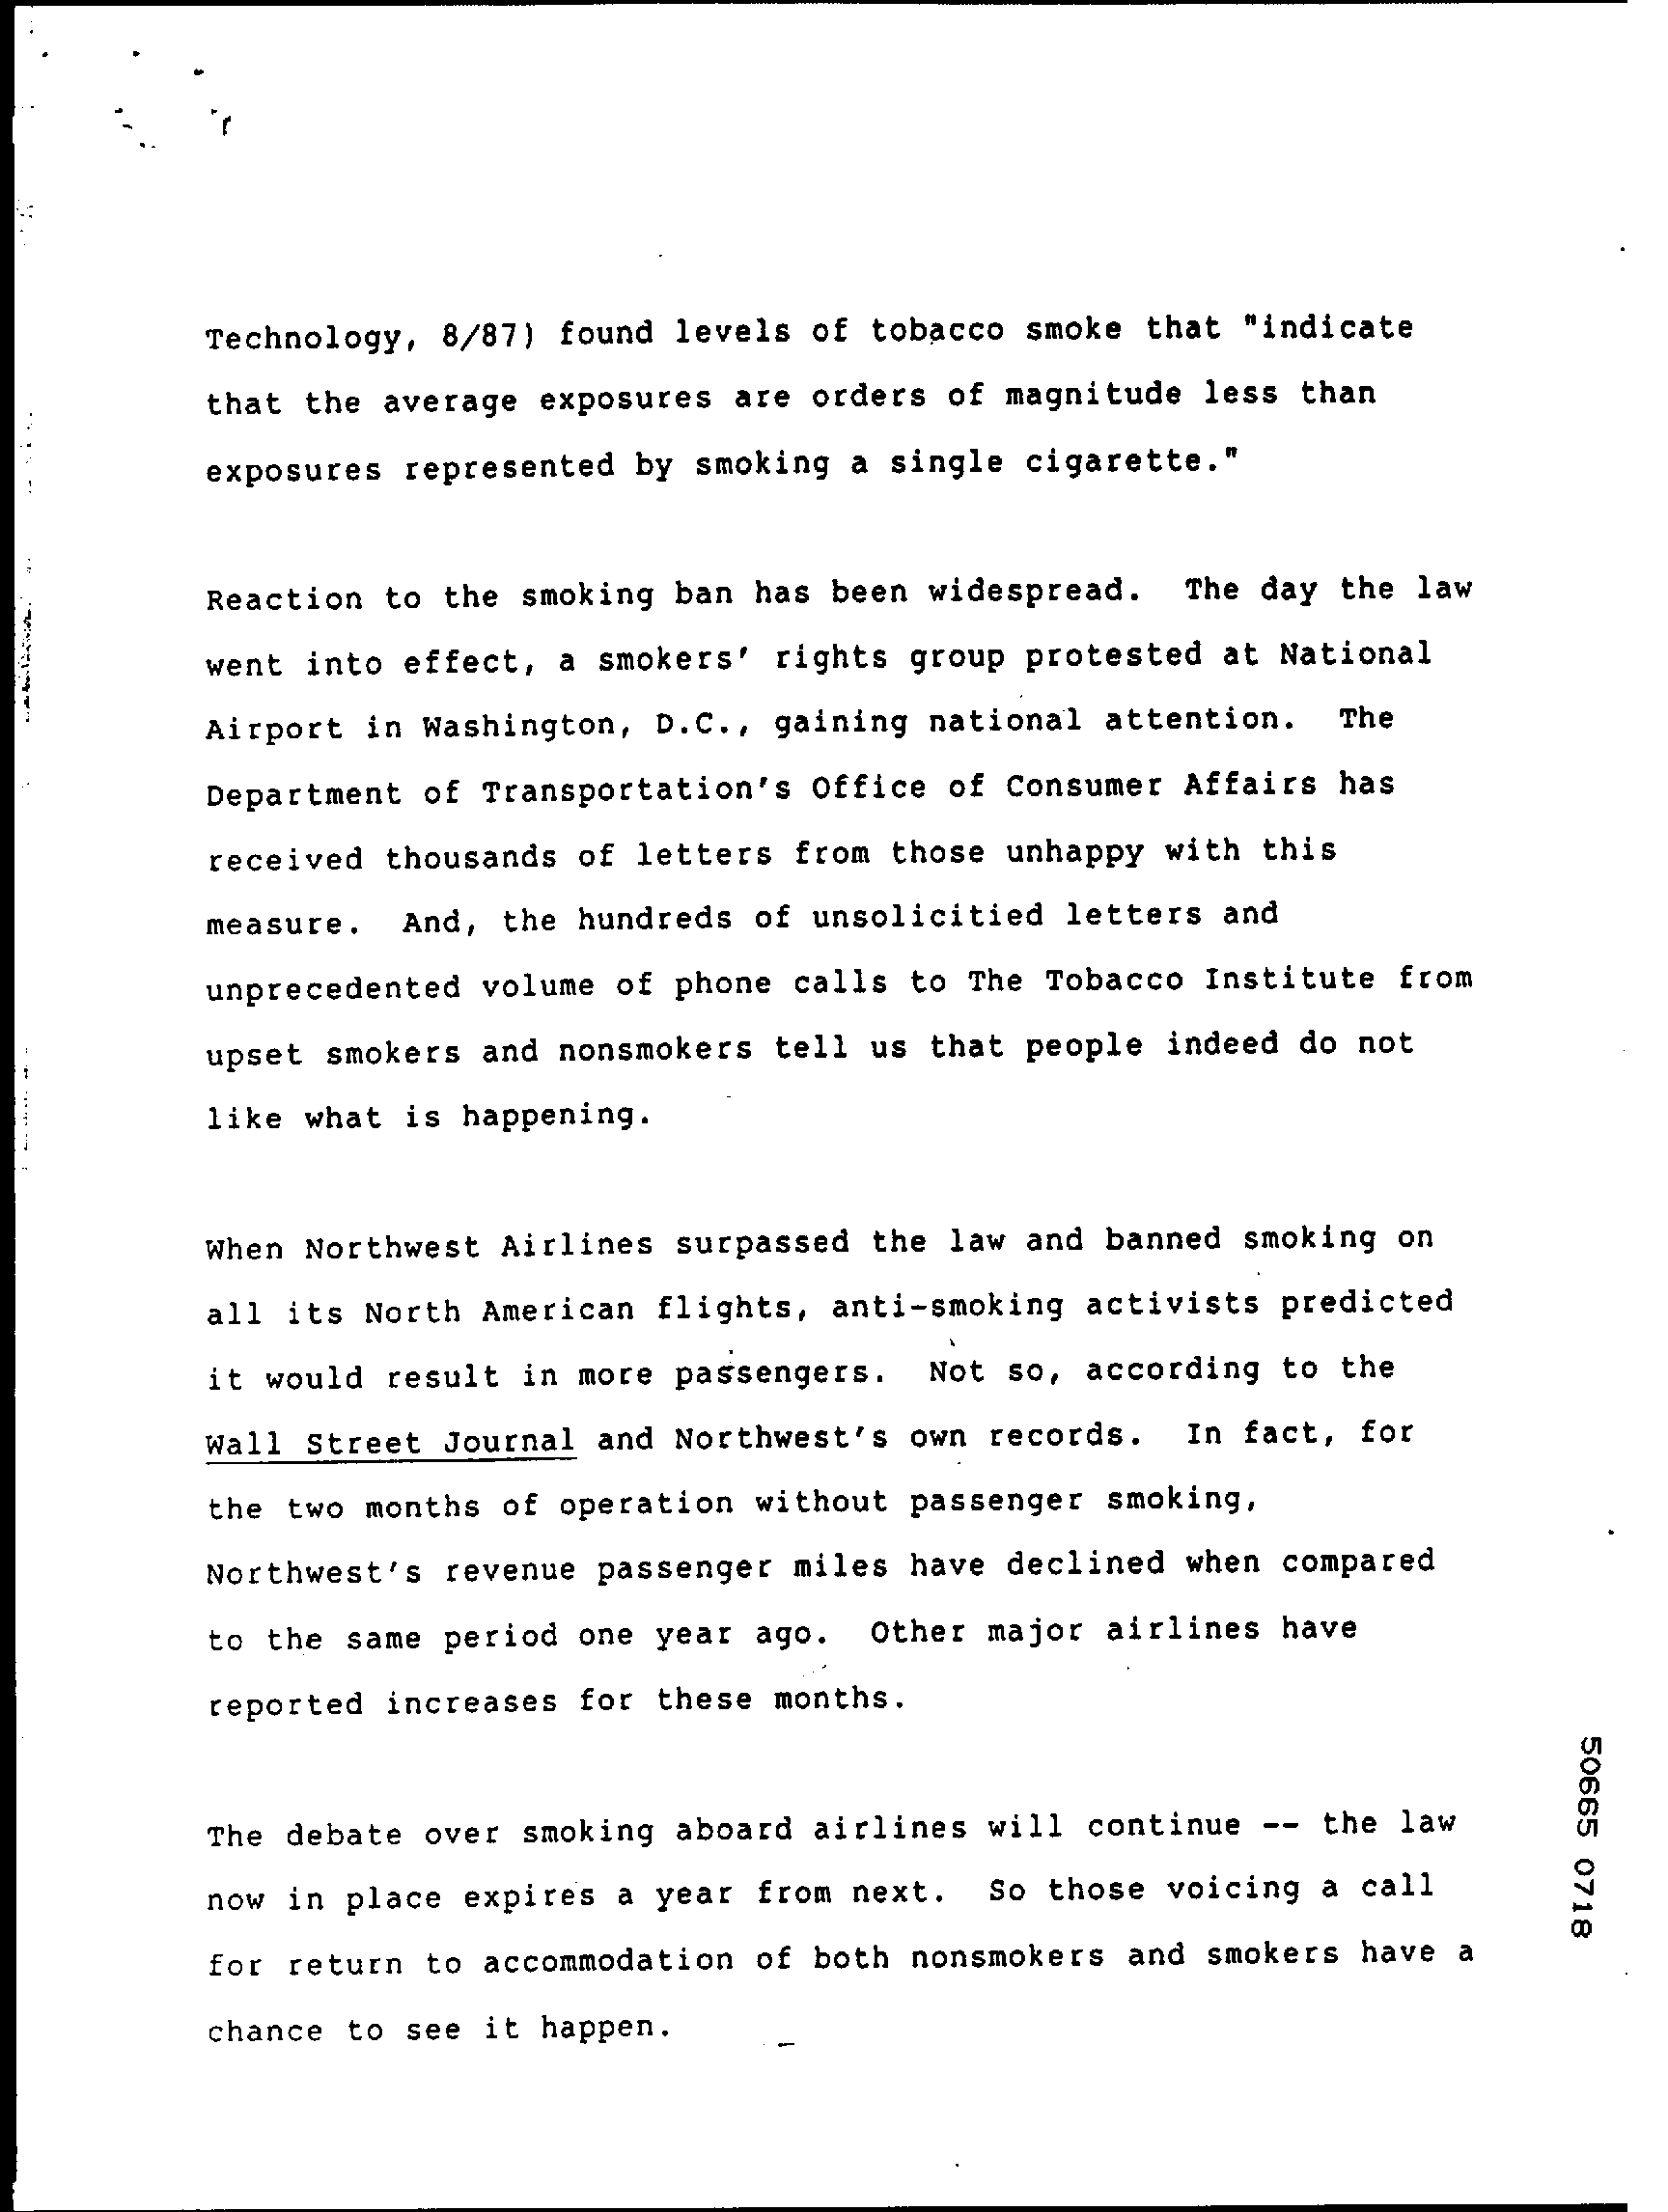 Technology, 8/87) found levels of tobacco smoke that "indicate
that the average exposures are orders of magnitude less than
exposures represented by smoking a single cigarette."
Reaction to the smoking ban has been widespread.  The day the law
went into effect, a smokers' rights group protested at National
Airport in Washington, D.C., gaining national attention.  The
Department of Transportation's Office of Consumer Affairs has
received thousands of letters from those unhappy with this
measure.  And, the hundreds of unsolicitied letters and
unprecedented volume of phone calls to The Tobacco Institute from
upset smokers and nonsmokers tell us that people indeed do not
like what is happening.
When Northwest Airlines surpassed the law and banned smoking on
all its North American flights, anti-smoking activists predicted
it would result in more passengers.  Not so, according to the
Wall Street Journal and Northwest's own records.  In fact, for
the two months of operation without passenger smoking,
Northwest's revenue passenger miles have declined when compared
to the same period one year ago.  Other major airlines have
reported increases for these months.
The debate over smoking aboard airlines will continue -- the law
now in place expires a year from next.  So those voicing a call
for return to accommodation of both nonsmokers and smokers have a
chance to see it happen.
50665 0718